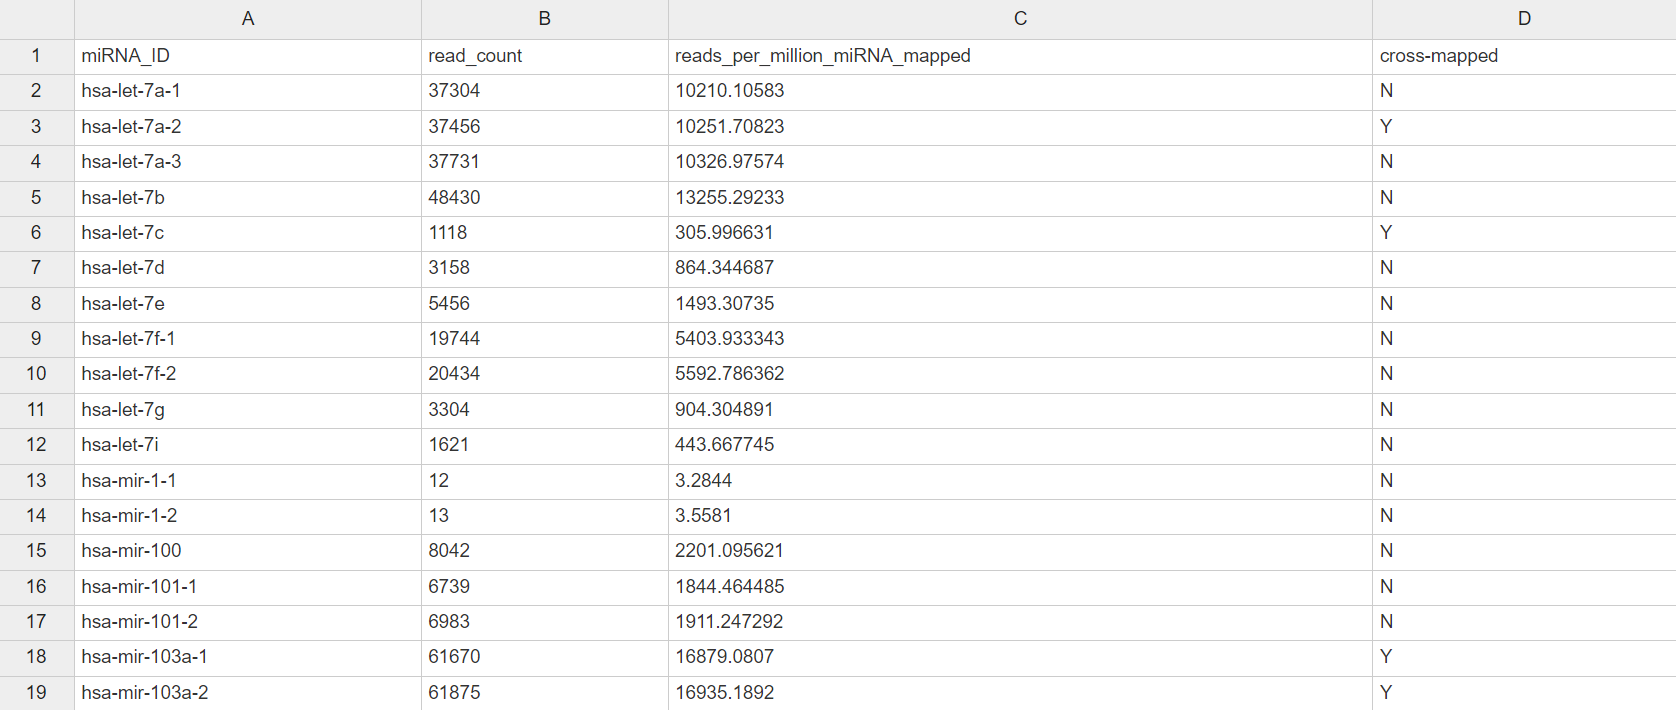 A B C D
1 miRNA_ID read_count reads_per_million_miRNA_mapped cross-mapped
2 hsa-let-7a-1 37304 10210.10583 N
3 hsa-let-7a-2 37456 10251.70823 Y
4 hsa-let-7a-3 37731 10326.97574 N
5 hsa-let-7b 48430 13255.29233 N
6 hsa-let-7c 1118 305.996631 Y
7 hsa-let-7d 3158 864.344687 N
8 hsa-let-7e 5456 1493.30735 N
9 hsa-let-7f-1 19744 5403.933343 N
10 hsa-let-7f-2 20434 5592.786362 N
11 hsa-let-7g 3304 904.304891 N
12 hsa-let-7i 1621 443.667745 N
13 hsa-mir-1-1 12 3.2844 N
14 hsa-mir-1-2 13 3.5581 N
15 hsa-mir-100 8042 2201.095621 N
16 hsa-mir-101-1 6739 1844.464485 N
17 hsa-mir-101-2 6983 1911.247292 N
18 hsa-mir-103a-1 61670 16879.0807 Y
19 hsa-mir-103a-2 61875 16935.1892 Y